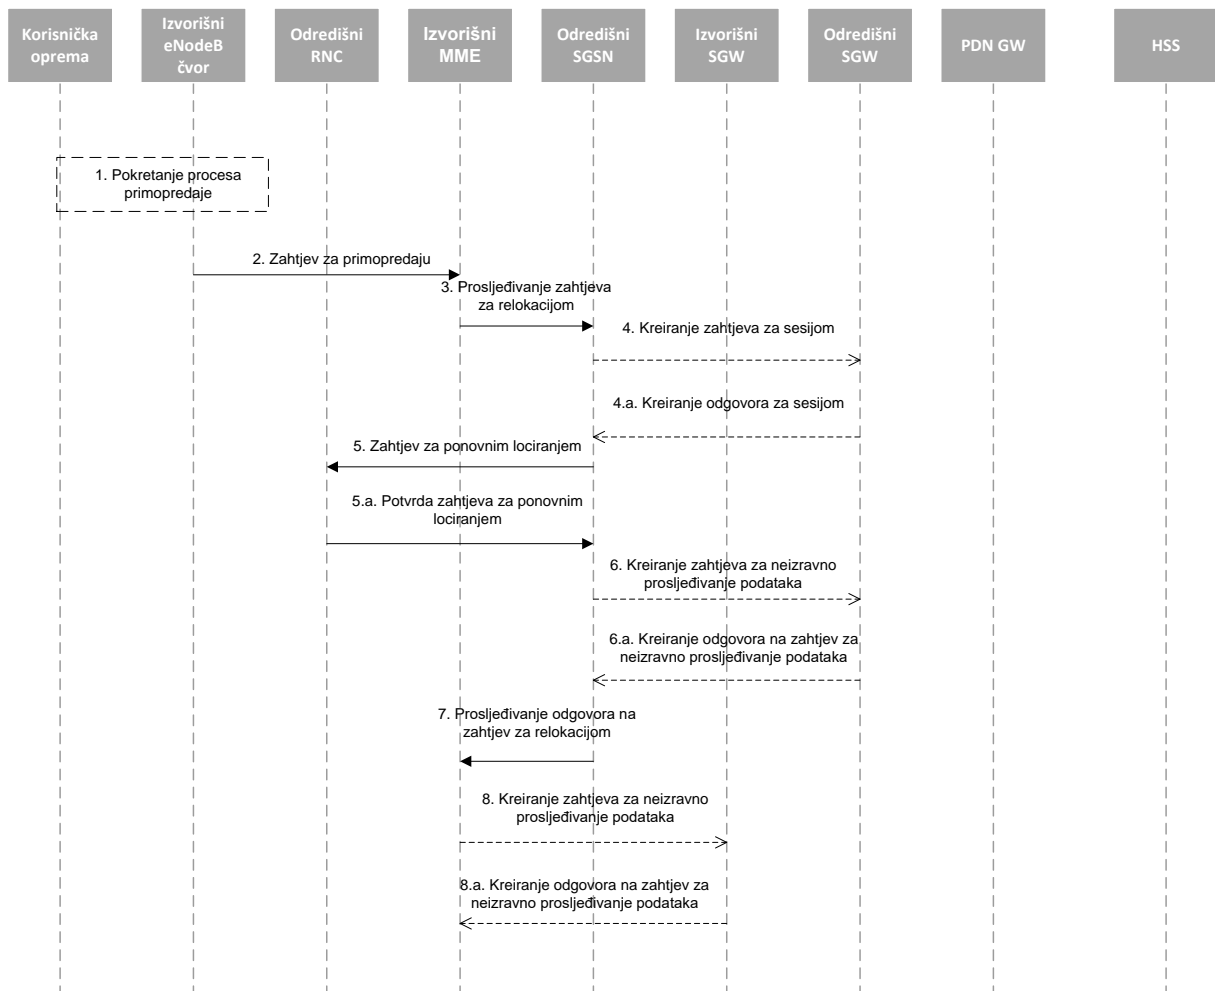 Korisnička
oprema
Izvorišni
eNodeB
čvor
Odredišni
RNC
Izvorišni
MME
Odredišni
SGSN
Izvorišni
SGW
Odredišni
SGW
PDN GW
HSS
1. Pokretanje procesa
primopredaje
2. Zahtjev za primopredaju
3. Prosljeđivanje zahtjeva
za relokacijom
4. Kreiranje zahtjeva za sesijom
4.a. Kreiranje odgovora za sesijom
5. Zahtjev za ponovnim lociranjem
5.a. Potvrda zahtjeva za ponovnim
lociranjem
6. Kreiranje zahtjeva za neizravno
prosljeđivanje podataka
6.a. Kreiranje odgovora na zahtjev za
neizravno prosljeđivanje podataka
7. Prosljeđivanje odgovora na
zahtjev za relokacijom
8. Kreiranje zahtjeva za neizravno
prosljeđivanje podataka
8.a. Kreiranje odgovora na zahtjev za
neizravno prosljeđivanje podataka